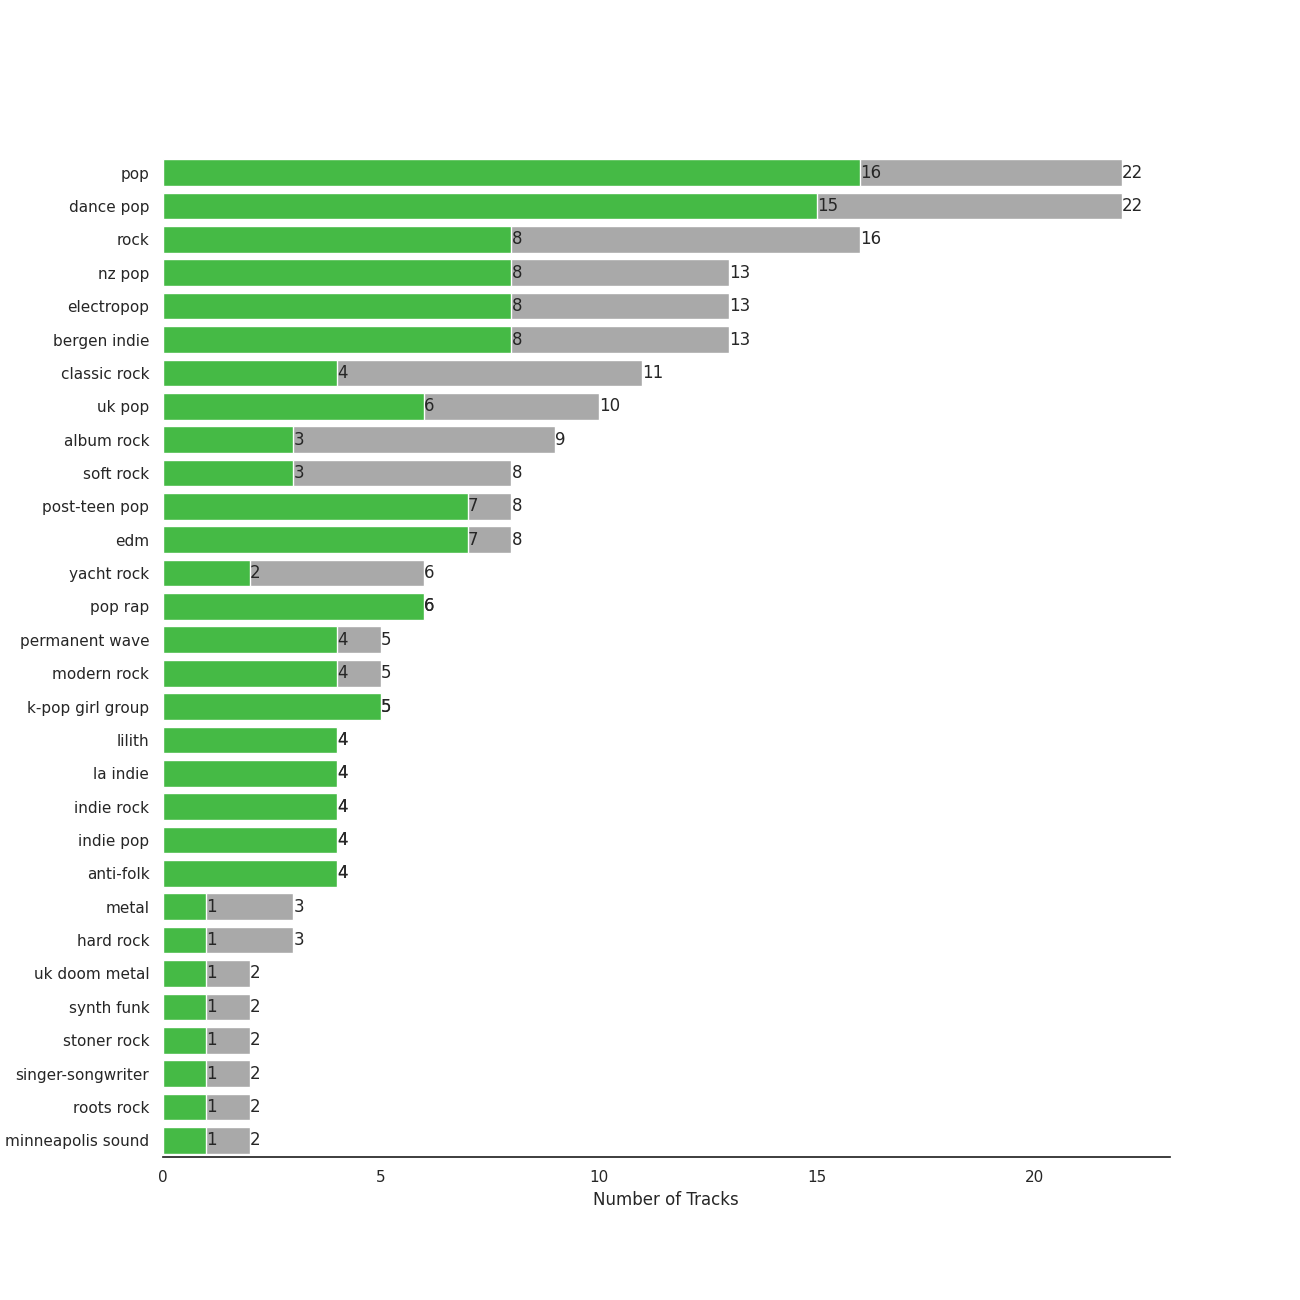 pop 16 22
dance pop 15 22
rock 8 16
nz pop 8 13
electropop 8 13
bergen indie 8 13
classic rock 4 11
uk pop 6 10
album rock 3 9
soft rock 3 8
post-teen pop 7 8
edm 7 8
yacht rock 2 6
pop rap 6
permanent wave 4 5
modern rock 4 5
k-pop girl group 5
lilith 4
la indie 4
indie rock 4
indie pop 4
anti-folk 4
metal 1 3
hard rock 1 3
uk doom metal 1 2
synth funk 1 2
stoner rock 1 2
singer-songwriter 1 2
roots rock 1 2
minneapolis sound 1 2
0 5 10 15 20
Number of Tracks